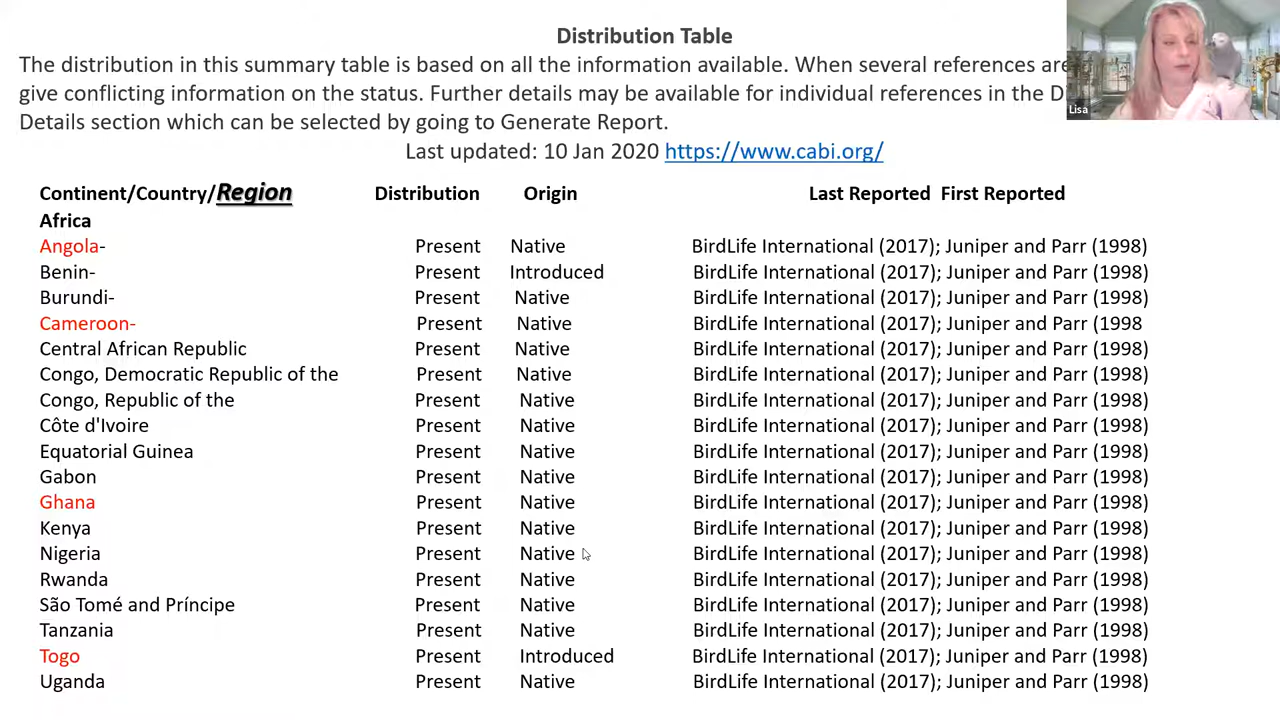 Distribution Table
The distribution in this summary table is based on all the information available. When several references are
give conflicting information on the status. Further details may be available for individual references in the D
Details section which can be selected by going to Generate Report.
Last updated: 10 Jan 2020 https://www.cabi.org/
Lisa
Continent/Country/Region Distribution Origin Last Reported First Reported
Africa
Angola- Present Native BirdLife International (2017); Juniper and Parr (1998)
Benin- Present Introduced BirdLife International (2017); Juniper and Parr (1998)
Burundi- Present Native BirdLife International (2017); Juniper and Parr (1998)
Cameroon- Present Native BirdLife International (2017); Juniper and Parr (1998
Central African Republic Present Native BirdLife International (2017); Juniper and Parr (1998)
Congo, Democratic Republic of the Present Native BirdLife International (2017); Juniper and Parr (1998)
Congo, Republic of the Present Native BirdLife International (2017); Juniper and Parr (1998)
Côte d'Ivoire Present Native BirdLife International (2017); Juniper and Parr (1998)
Equatorial Guinea Present Native BirdLife International (2017); Juniper and Parr (1998)
Gabon Present Native BirdLife International (2017); Juniper and Parr (1998)
Ghana Present Native BirdLife International (2017); Juniper and Parr (1998)
Kenya Present Native BirdLife International (2017); Juniper and Parr (1998)
Nigeria Present Native BirdLife International (2017); Juniper and Parr (1998)
Rwanda Present Native BirdLife International (2017); Juniper and Parr (1998)
São Tomé and Príncipe Present Native BirdLife International (2017); Juniper and Parr (1998)
Tanzania Present Native BirdLife International (2017); Juniper and Parr (1998)
Togo Present Introduced BirdLife International (2017); Juniper and Parr (1998)
Uganda Present Native BirdLife International (2017); Juniper and Parr (1998)